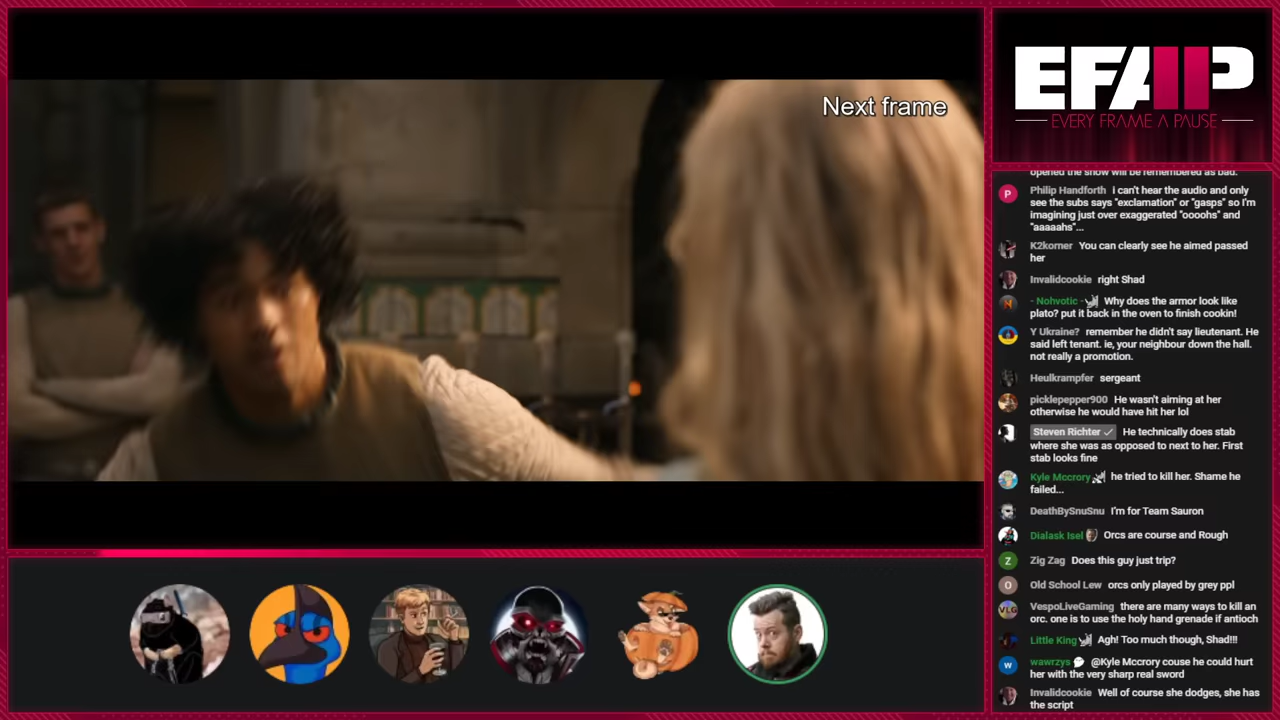 Next frame
EFAP
EVERY FRAME A PAUSE
opened the show will be remembered as bad.
P
Philip Handforth i can't hear the audio and only
see the subs says "exclamation" or "gasps" so I'm
imagining just over exaggerated "oooohs" and
"aaaaahs"...
K2korner You can clearly see he aimed passed
her
Invalidcookie right Shad
- Nohvotic - Why does the armor look like
plato? put it back in the oven to finish cookin!
Y Ukraine? remember he didn't say lieutenant. He
said left tenant. ie, your neighbour down the hall.
not really a promotion.
Heulkrampfer sergeant
picklepepper900 He wasn't aiming at her
otherwise he would have hit her lol
Steven Richter He technically does stab
where she was as opposed to next to her. First
stab looks fine
Kyle Mccrory he tried to kill her. Shame he
failed...
DeathBySnuSnu I'm for Team Sauron
Dialask Isel Orcs are course and Rough
Z
Zig Zag Does this guy just trip?
O
Old School Lew orcs only played by grey ppl
VLG
VespoLiveGaming there are many ways to kill an
orc. one is to use the holy hand grenade if antioch
Little King Agh! Too much though, Shad!!!
w
wawrzys @Kyle Mccrory couse he could hurt
her with the very sharp real sword
Invalidcookie Well of course she dodges, she has
the script